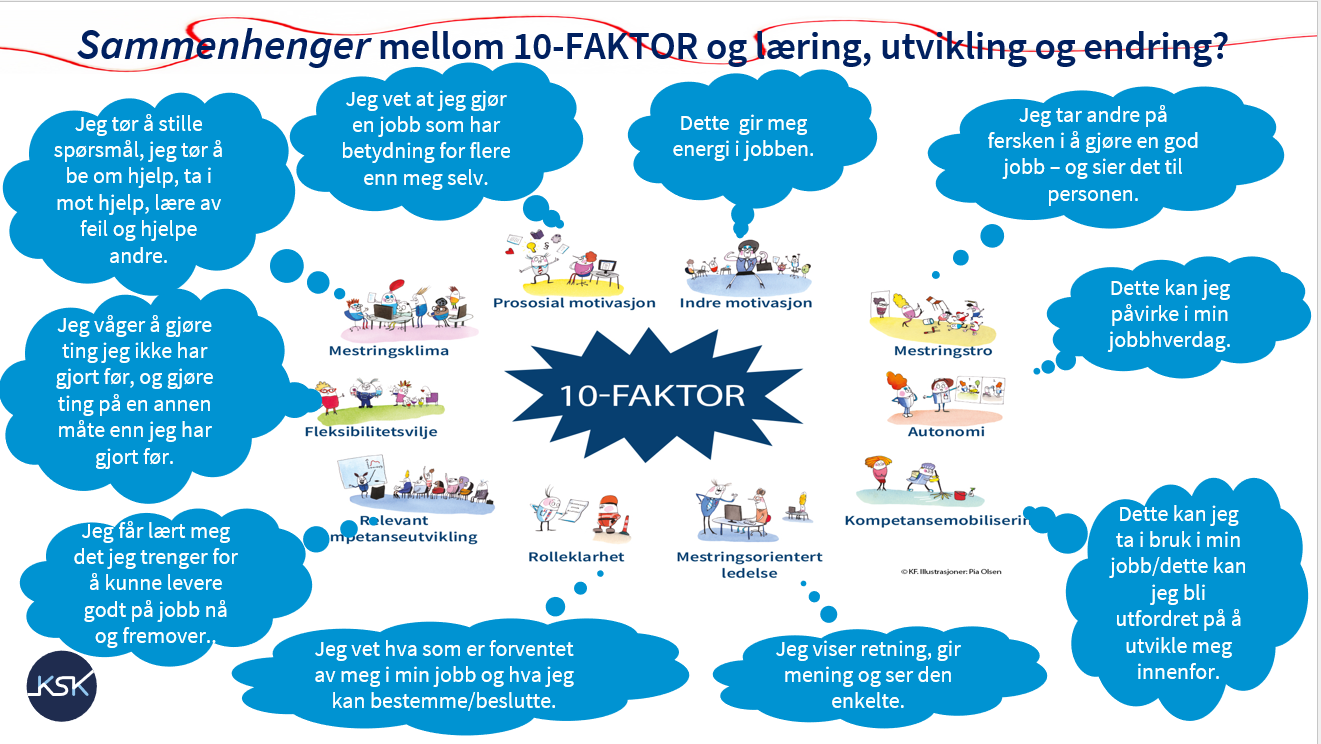 Sammenhenger mellom 10-FAKTOR og læring, utvikling og endring?
Jeg tør å stille
spørsmål, jeg tør å
be om hjelp, ta i
mot hjelp, lære av
feil og hjelpe
andre.
Jeg vet at jeg gjør
en jobb som har
betydning for flere
enn meg selv.
Dette gir meg
energi i jobben.
Jeg tar andre på
fersken i å gjøre en god
jobb – og sier det til
personen.
Prososial motivasjon
Indre motivasjon
Mestringsklima
Mestringstro
Dette kan jeg
påvirke i min
jobbhverdag.
Jeg våger å gjøre
ting jeg ikke har
gjort før, og gjøre
ting på en annen
måte enn jeg har
gjort før.
10-FAKTOR
Fleksibilitetsvilje
Autonomi
Relevant
mpetanseutvikling
Rolleklarhet
Mestringsorientert
ledelse
Kompetansemobiliserin
© KF. Illustrasjoner: Pia Olsen
Jeg får lært meg
det jeg trenger for
å kunne levere
godt på jobb nå
og fremover.,
Dette kan jeg
ta i bruk i min
jobb/dette kan
jeg bli
utfordret på å
utvikle meg
innenfor.
Jeg vet hva som er forventet
av meg i min jobb og hva jeg
kan bestemme/beslutte.
Jeg viser retning, gir
mening og ser den
enkelte.
KSK